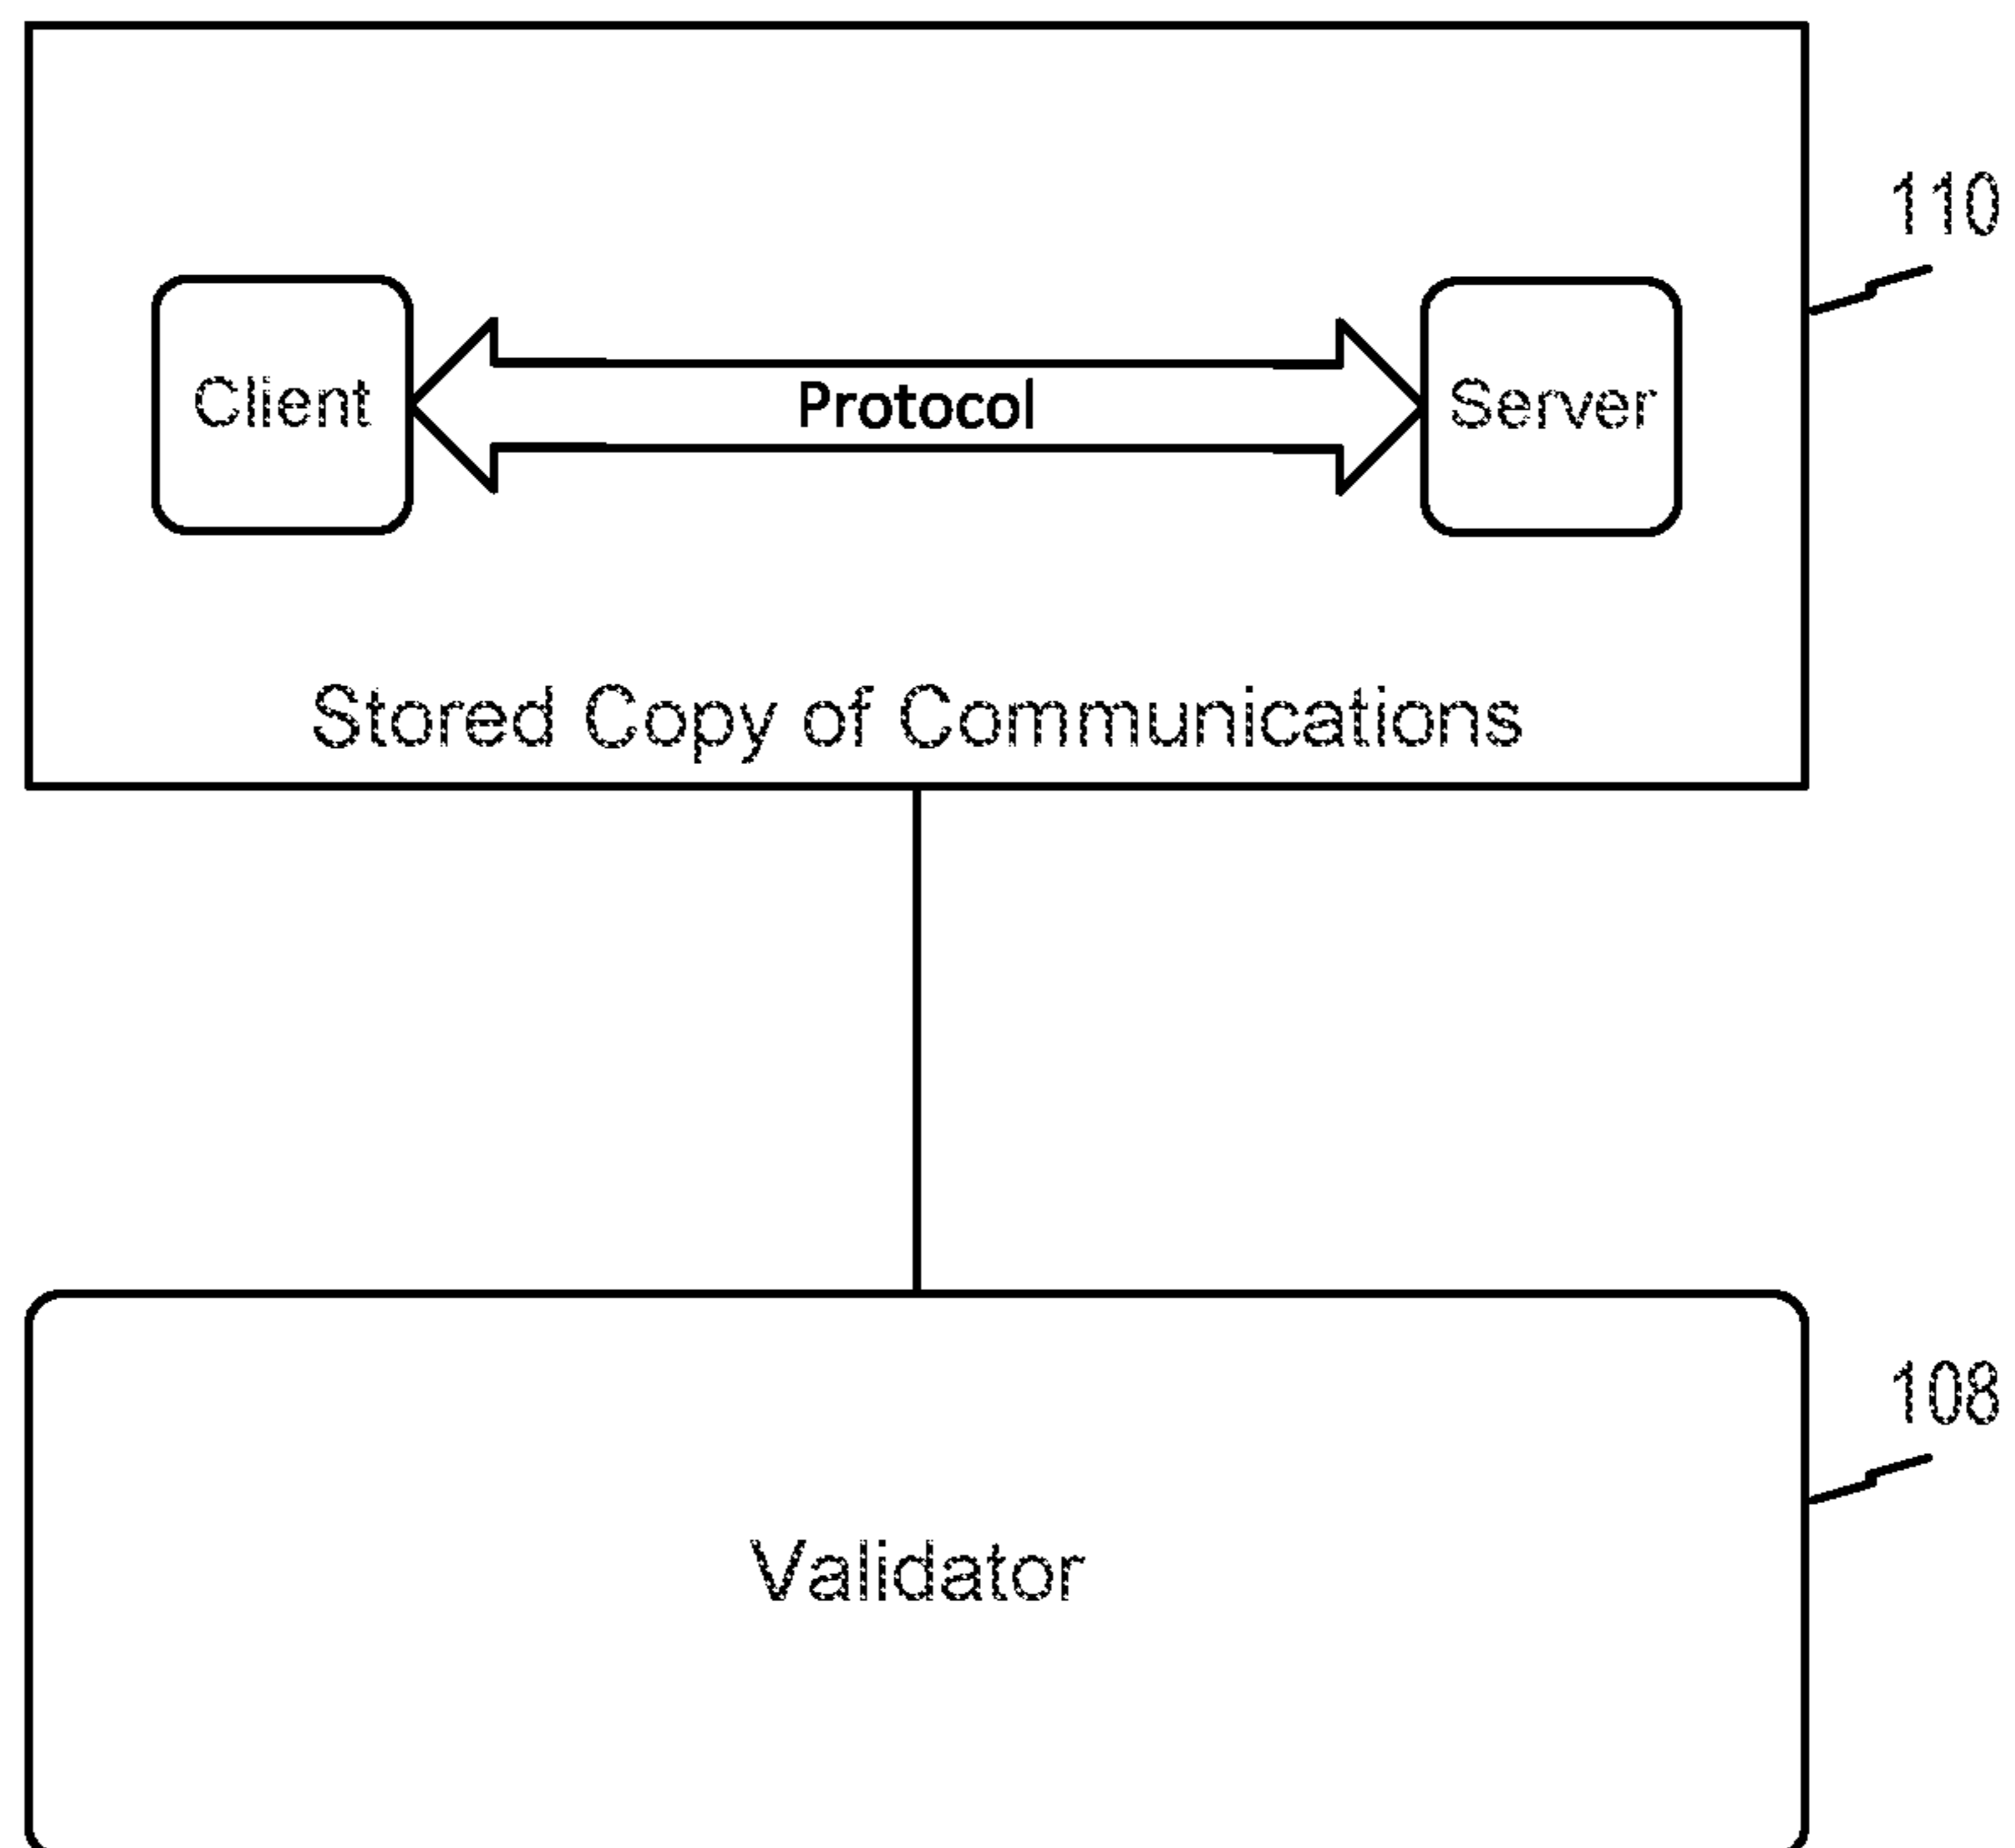 110
Client
Protocol
Server
Stored Copy of Communications
108
Validator